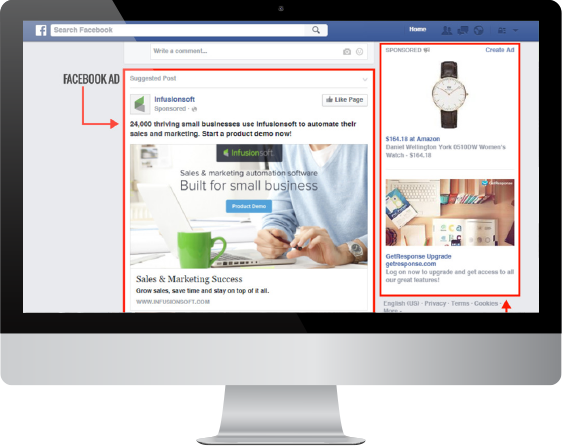 Search Facebook
Home
Write a comment...
SPONSORED
Create Ad
FACEBOOK AD
Suggested Post
Infusionsoft
Sponsored ·
Like Page
24,000 thriving small businesses use Infusionsoft to automate their
sales and marketing. Start a product demo now!
Infusionsoft.
Sales & marketing automation software
Built for small business
Product Demo
Sales & Marketing Success
Grow sales, save time and stay on top of it all.
WWW.INFUSIONSOFT.COM
$164.18 at Amazon
Daniel Wellington York 0510DW Women's
Watch - $164.18
GetResponse
GetResponse Upgrade
getresponse.com
Log on now to upgrade and get access to all
our great features!
English (US) · Privacy · Terms · Cookies ·
More